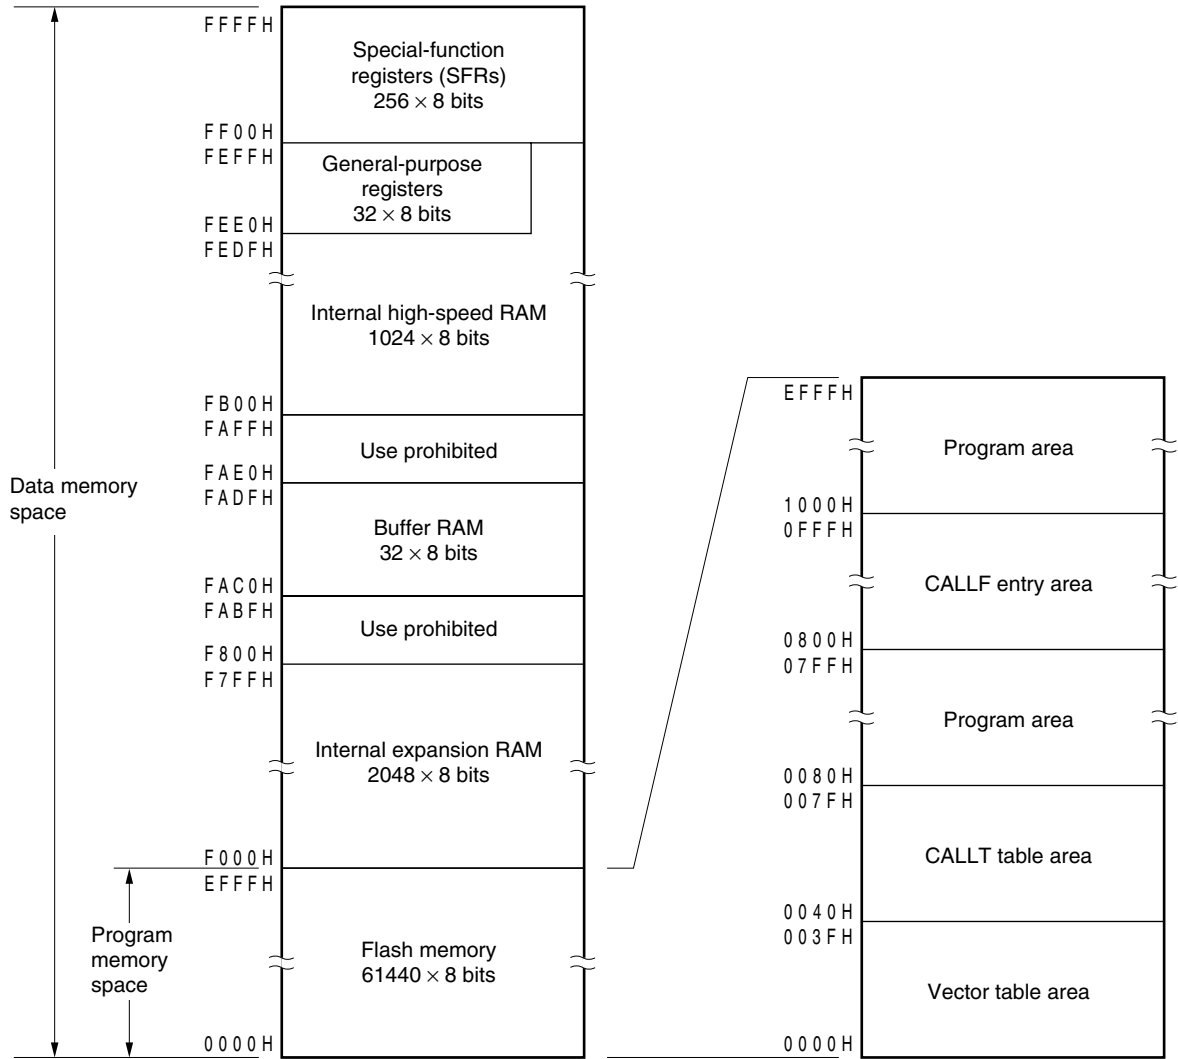 FFFFH
Special-function
registers (SFRs)
256 × 8 bits
FF00H
FEFFH
General-purpose
registers
32 × 8 bits
FEE0H
FEDFH
Internal high-speed RAM
1024 × 8 bits
FB00H
FAFFH
Use prohibited
FAE0H
FADFH
Data memory
space
Buffer RAM
32 × 8 bits
FAC0H
FABFH
Use prohibited
F800H
F7FFH
Internal expansion RAM
2048 × 8 bits
F000H
EFFFH
Program
memory
space
Flash memory
61440 × 8 bits
0000H
EFFFH
Program area
1000H
0FFFH
CALLF entry area
0800H
07FFH
Program area
0080H
007FH
CALLT table area
0040H
003FH
Vector table area
0000H